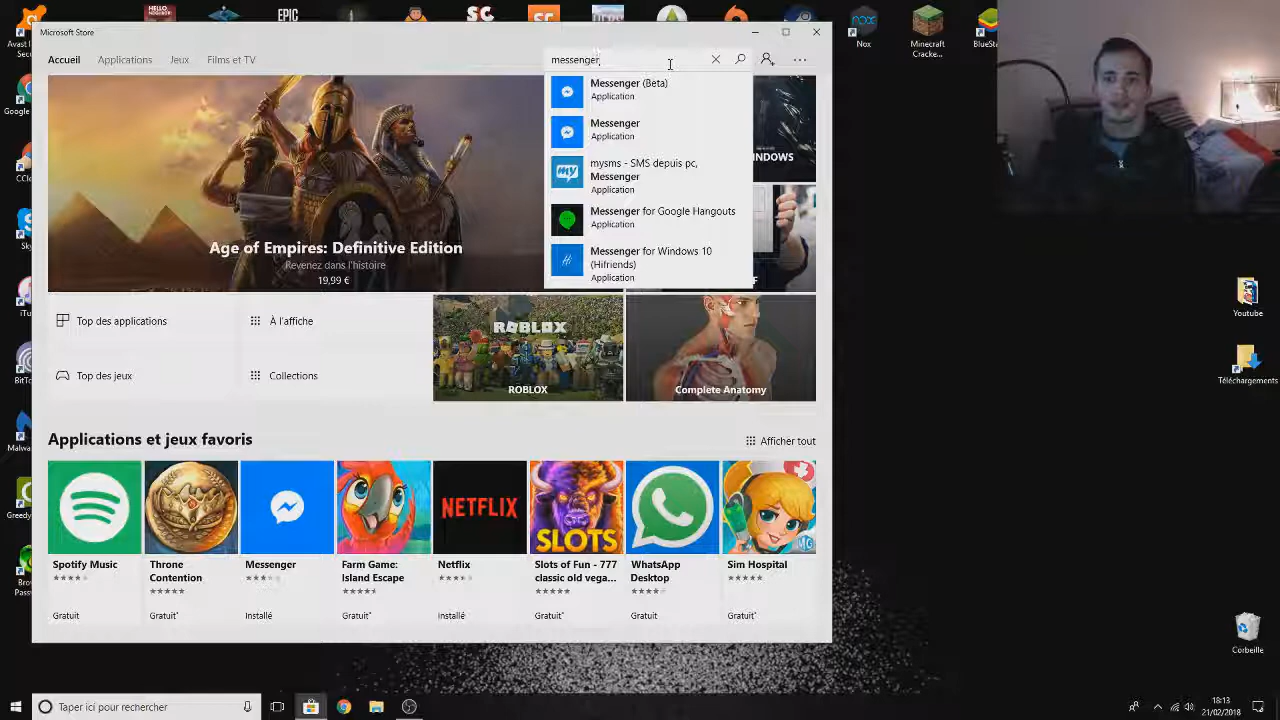 Microsoft Store
Accueil
Applications
Jeux
Films et TV
messenger
Messenger (Beta)
Application
Messenger
Application
mysms - SMS depuis pc,
Messenger
Application
Messenger for Google Hangouts
Application
Messenger for Windows 10
(Hifriends)
Application
Age of Empires: Definitive Edition
Revenez dans l'histoire
19,99 €
Top des applications
À l'affiche
Top des jeux
Collections
ROBLOX
ROBLOX
Complete Anatomy
Applications et jeux favoris
Afficher tout
NETFLIX
SLOTS
Spotify Music
Gratuit
Throne
Contention
Gratuit*
Messenger
Installé
Farm Game:
Island Escape
Gratuit*
Netflix
Installé
Slots of Fun - 777
classic old vega...
Gratuit*
WhatsApp
Desktop
Gratuit
Sim Hospital
Gratuit*
EPIC
SC
Nox
Minecraft
Cracke...
Youtube
Téléchargements
Corbeille
Taper ici pour rechercher
18:13
21/02/2018